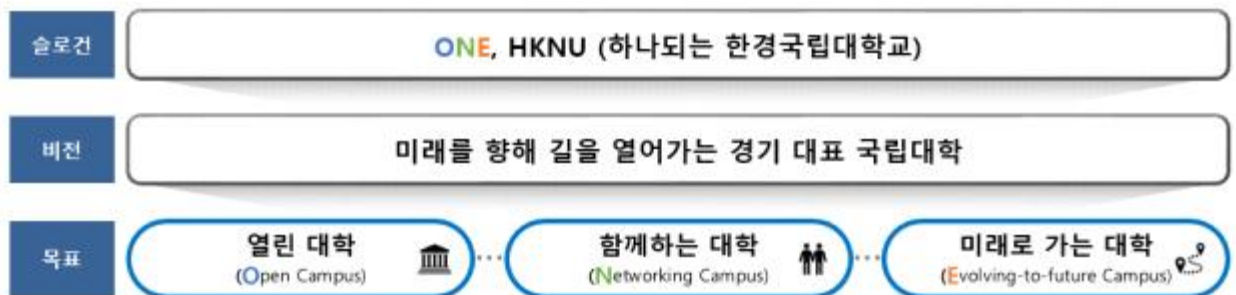 슬로건
ONE, HKNU (하나되는 한경국립대학교)
비전
미래를 향해 길을 열어가는 경기 대표 국립대학
목표
열린 대학
(Open Campus)
함께하는 대학
(Networking Campus)
미래로 가는 대학
(Evolving-to-future Campus)